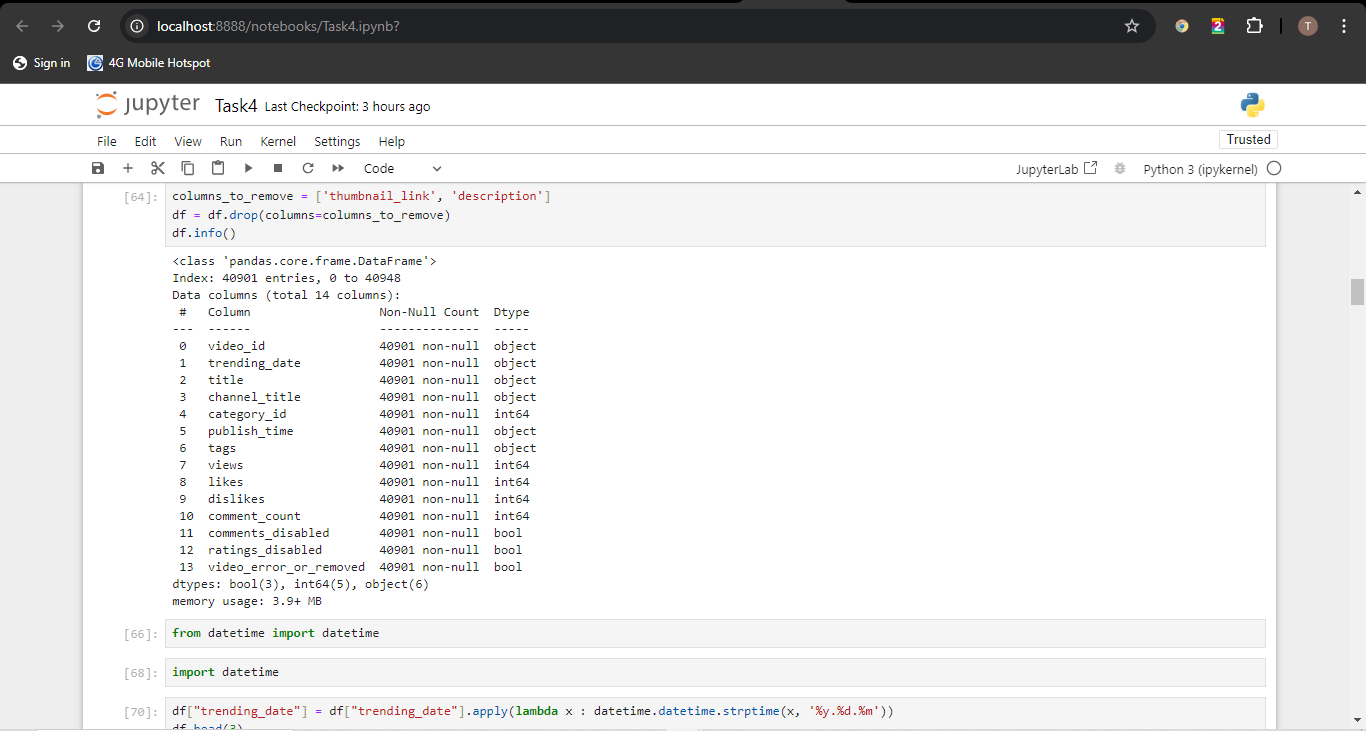 localhost:8888/notebooks/Task4.ipynb?
2
T
Sign in
4G Mobile Hotspot
jupyter Task4 Last Checkpoint: 3 hours ago
File Edit View Run Kernel Settings Help
Trusted
Code
JupyterLab
Python 3 (ipykernel)
[64]: columns_to_remove = ['thumbnail_link', 'description']
df = df.drop(columns=columns_to_remove)
df.info()
<class 'pandas.core.frame.DataFrame'>
Index: 40901 entries, 0 to 40948
Data columns (total 14 columns):
 #   Column                  Non-Null Count  Dtype
---  ------                  --------------  -----
 0   video_id                40901 non-null  object
 1   trending_date           40901 non-null  object
 2   title                   40901 non-null  object
 3   channel_title           40901 non-null  object
 4   category_id             40901 non-null  int64
 5   publish_time            40901 non-null  object
 6   tags                    40901 non-null  object
 7   views                   40901 non-null  int64
 8   likes                   40901 non-null  int64
 9   dislikes                40901 non-null  int64
 10  comment_count           40901 non-null  int64
 11  comments_disabled       40901 non-null  bool
 12  ratings_disabled        40901 non-null  bool
 13  video_error_or_removed  40901 non-null  bool
dtypes: bool(3), int64(5), object(6)
memory usage: 3.9+ MB
[66]: from datetime import datetime
[68]: import datetime
[70]: df["trending_date"] = df["trending_date"].apply(lambda x : datetime.datetime.strptime(x, '%y.%d.%m'))
df.head(3)